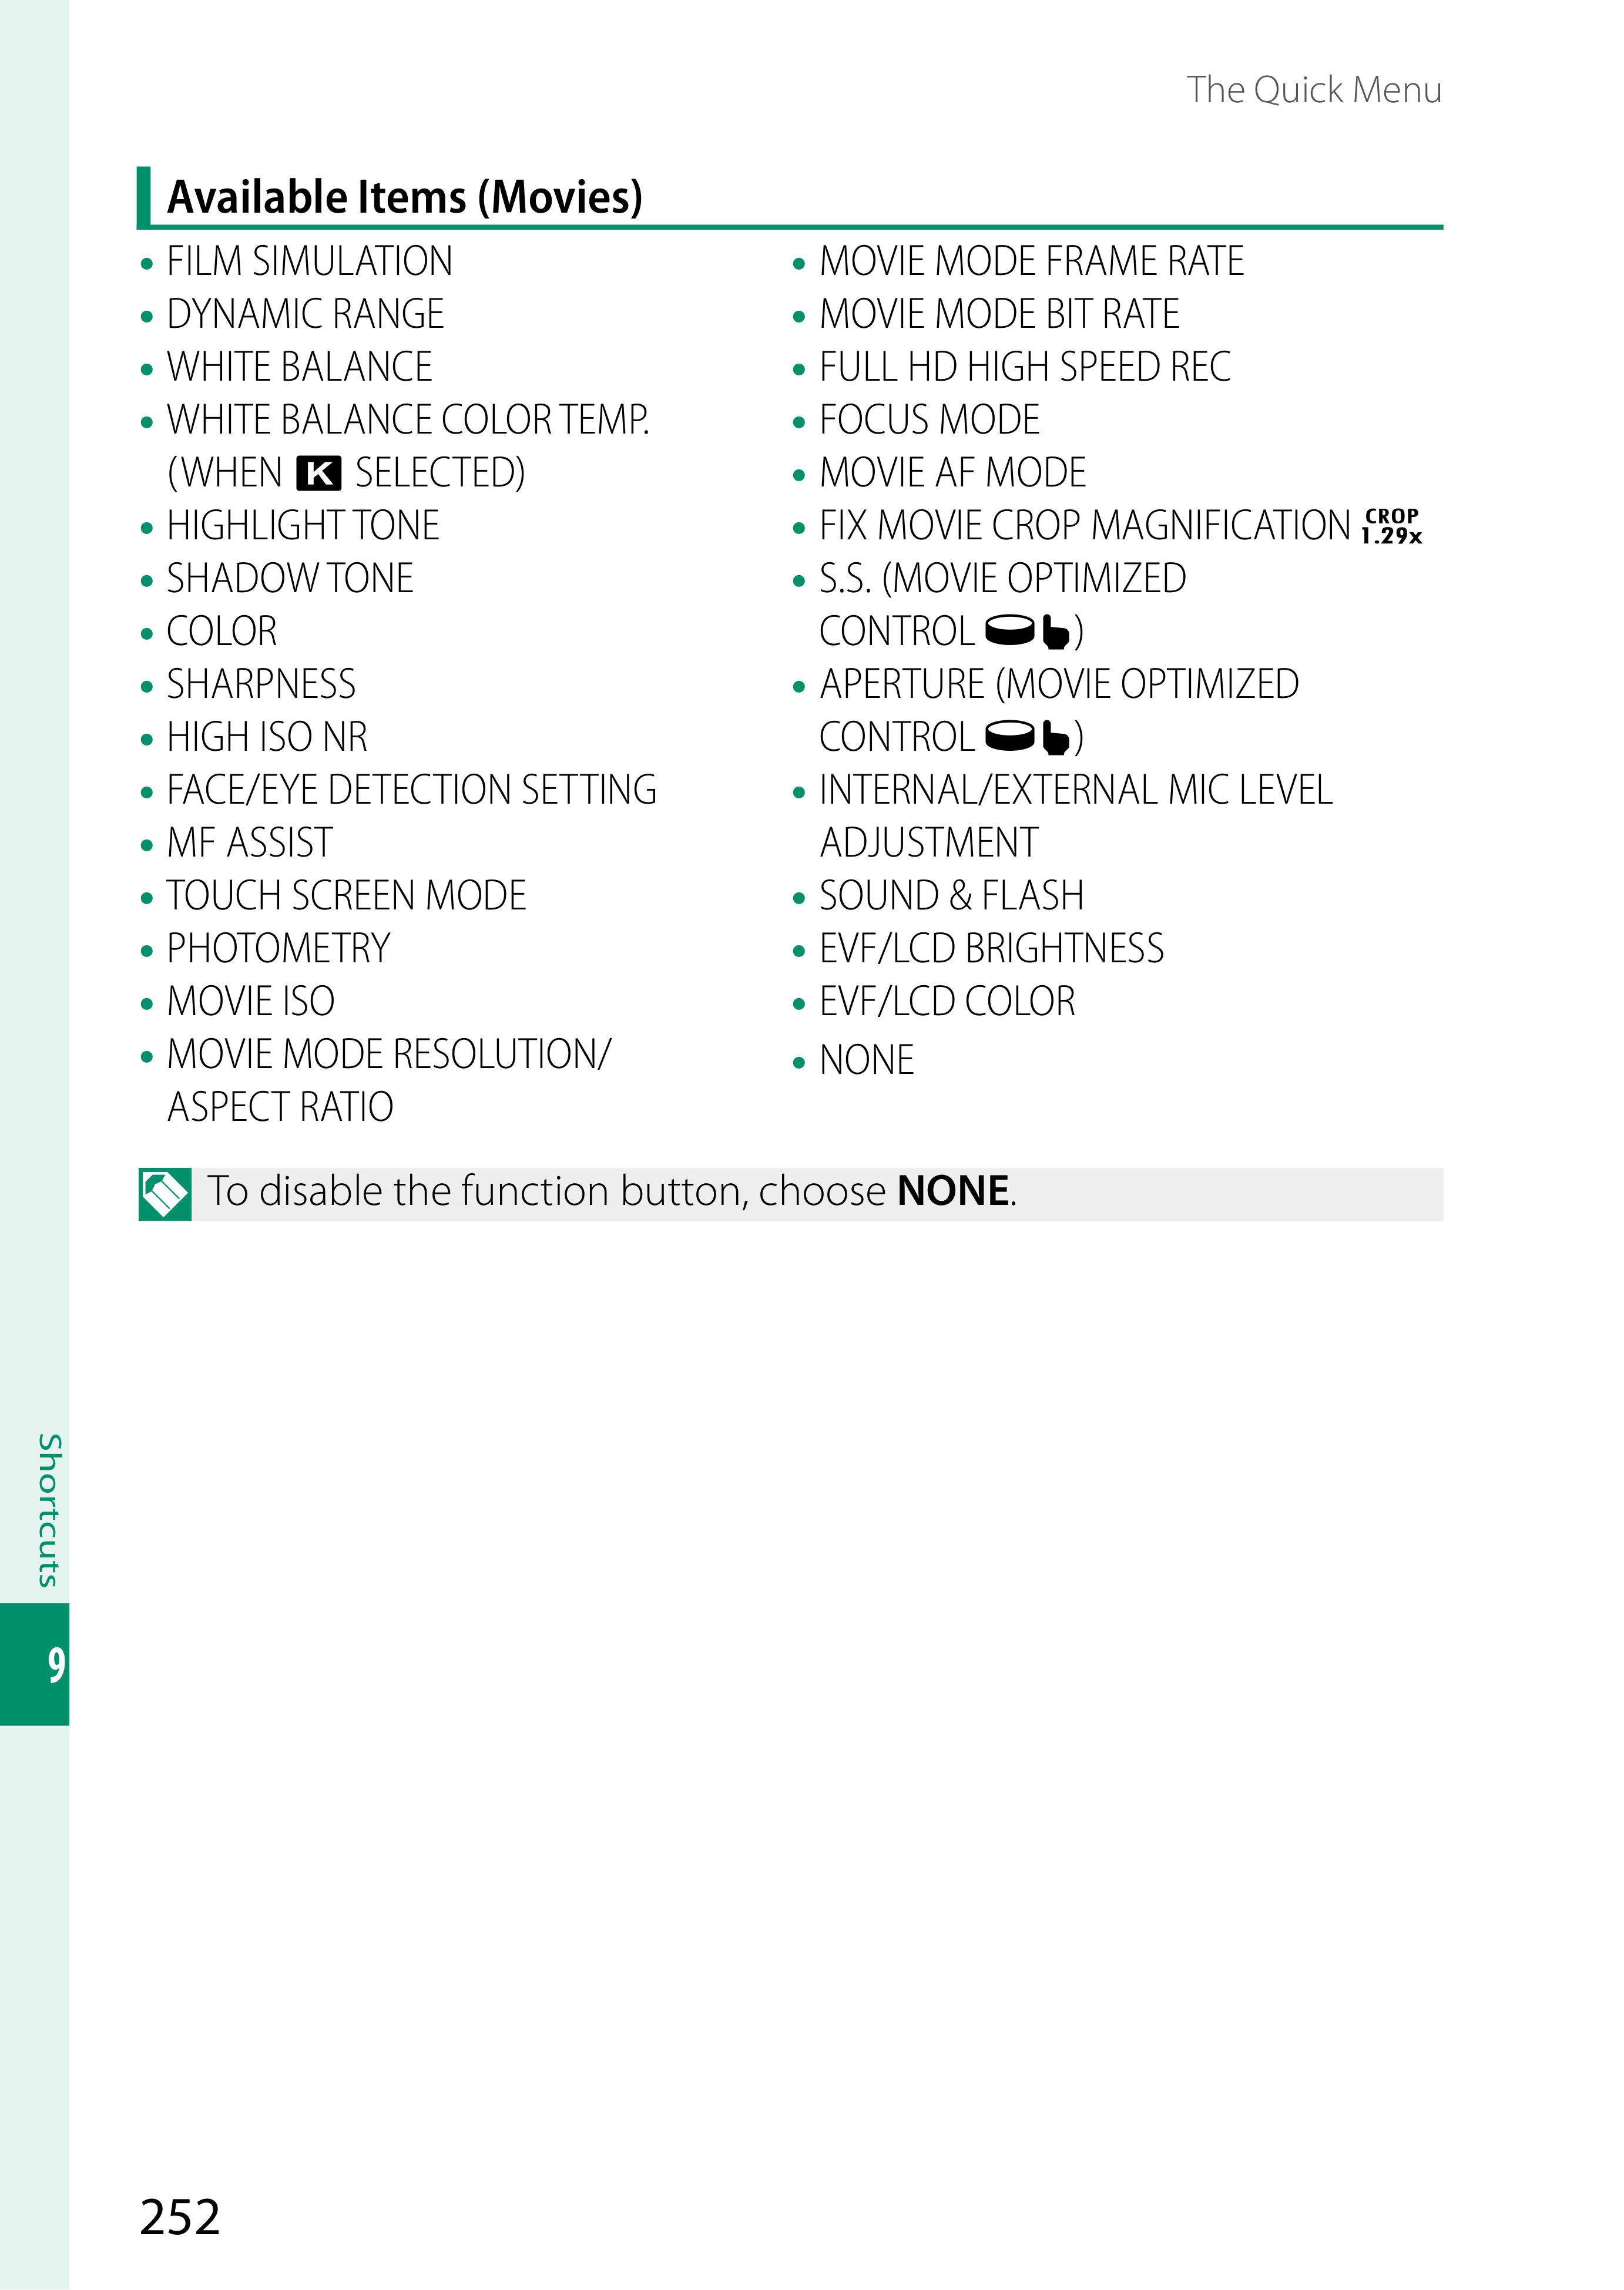 The Quick Menu
Available Items (Movies)
• FILM SIMULATION
• DYNAMIC RANGE
• WHITE BALANCE
• WHITE BALANCE COLOR TEMP.
(WHEN K SELECTED)
• HIGHLIGHT TONE
• SHADOW TONE
• COLOR
• SHARPNESS
• HIGH ISO NR
• FACE/EYE DETECTION SETTING
• MF ASSIST
• TOUCH SCREEN MODE
• PHOTOMETRY
• MOVIE ISO
• MOVIE MODE RESOLUTION/
ASPECT RATIO
• MOVIE MODE FRAME RATE
• MOVIE MODE BIT RATE
• FULL HD HIGH SPEED REC
• FOCUS MODE
• MOVIE AF MODE
• FIX MOVIE CROP MAGNIFICATION CROP 1.29x
• S.S. (MOVIE OPTIMIZED
CONTROL )
• APERTURE (MOVIE OPTIMIZED
CONTROL )
• INTERNAL/EXTERNAL MIC LEVEL
ADJUSTMENT
• SOUND & FLASH
• EVF/LCD BRIGHTNESS
• EVF/LCD COLOR
• NONE
To disable the function button, choose NONE.
Shortcuts
9
252